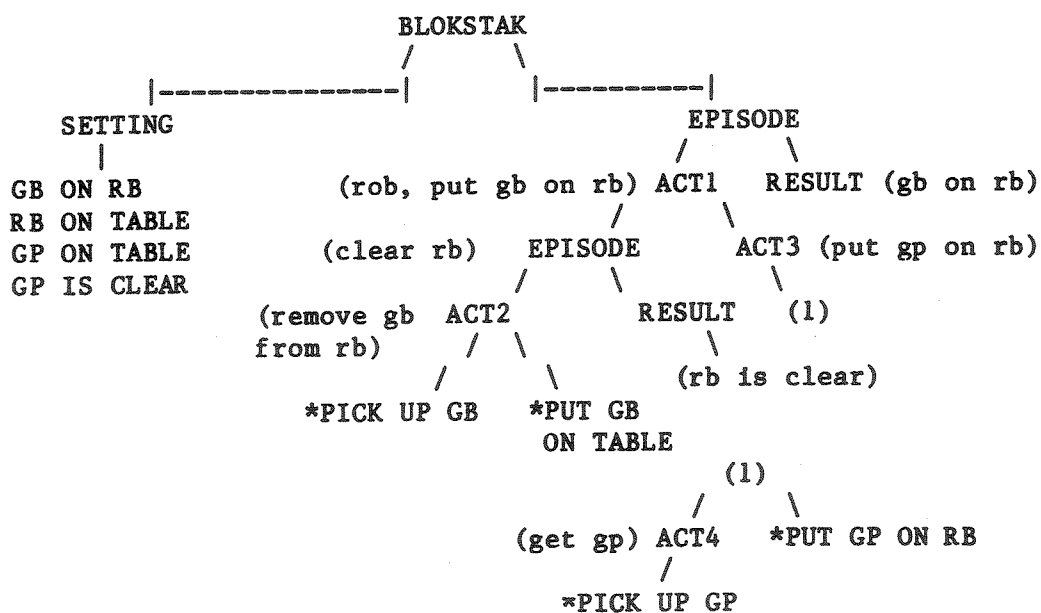 BLOKSTAK
SETTING EPISODE
GB ON RB (rob, put gb on rb) ACT1 RESULT (gb on rb)
RB ON TABLE
GP ON TABLE (clear rb) EPISODE ACT3 (put gp on rb)
GP IS CLEAR
(remove gb ACT2 RESULT (1)
from rb)
(rb is clear)
*PICK UP GB *PUT GB
ON TABLE
(1)
(get gp) ACT4 *PUT GP ON RB
*PICK UP GP